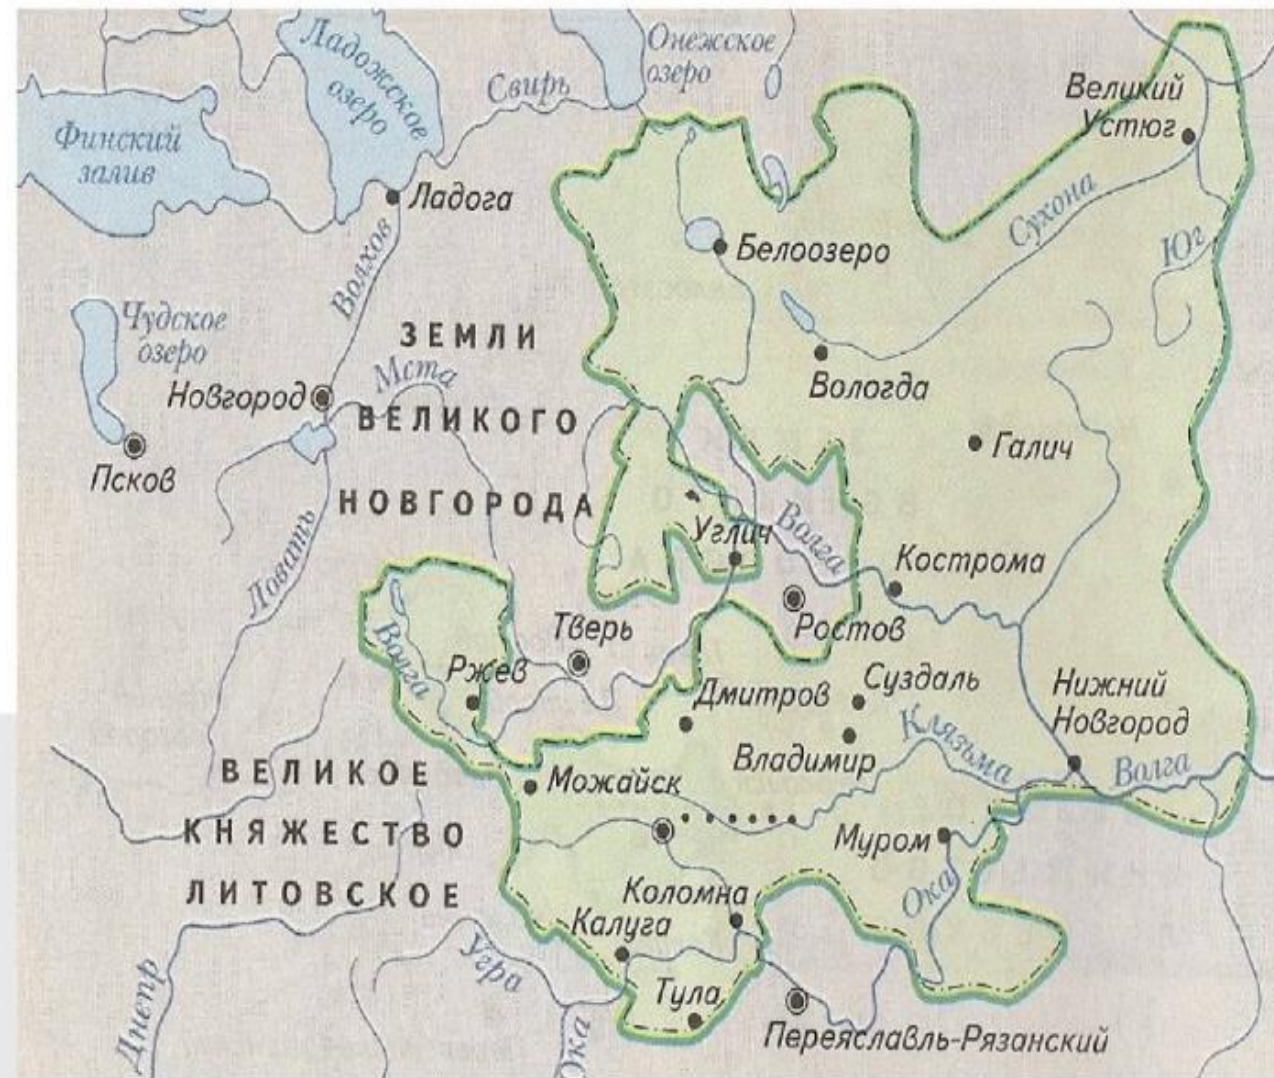 Ладожское
озеро
Онежское
озеро
Свирь
Великий
Устюг
Финский
залив
Ладога
Сухона
Юг
Волхов
Белоозеро
Чудское
озеро
ЗЕМЛИ
Мста
Новгород
ВЕЛИКОГО
Вологда
Псков
Галич
НОВГОРОДА
Углич
Волга
Ловать
Кострома
Тверь
Ростов
Волга
Ржев
Дмитров
Суздаль
Нижний
Новгород
Клязьма
Владимир
Волга
ВЕЛИКОЕ
Можайск
КНЯЖЕСТВО
Муром
ЛИТОВСКОЕ
Коломна
Ока
Калуга
Угра
Тула
Днепр
Ока
Переяславль-Рязанский